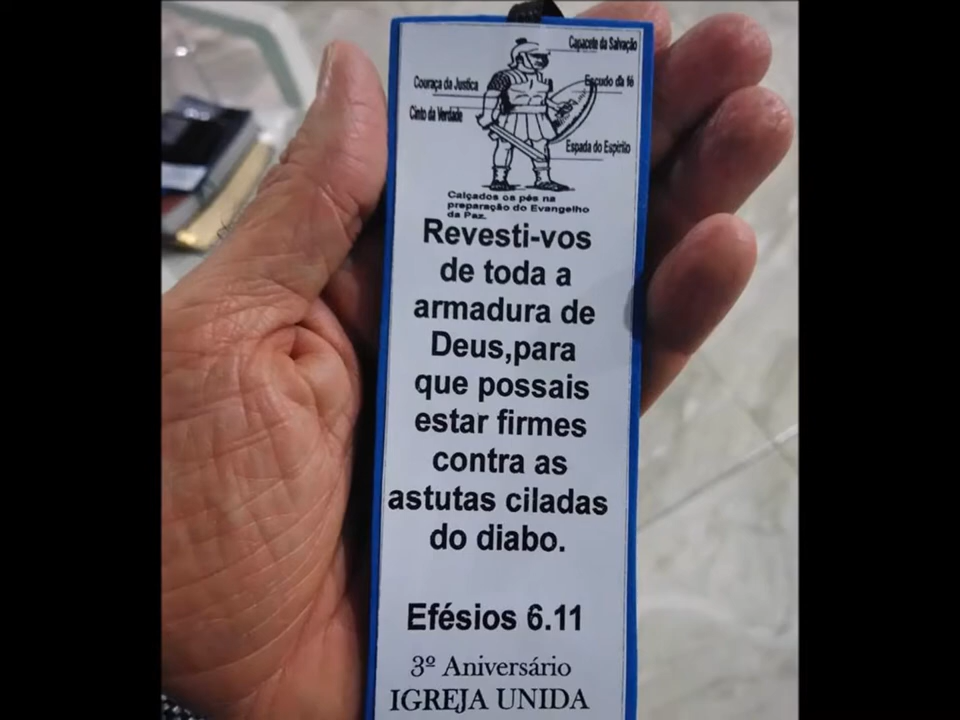 Capacete da Salvação
Couraça da Justica
Escudo da fé
Cinto da Verdade
Espada do Espírito
Calçados os pés na
preparação do Evangelho
da Paz.
Revesti-vos
de toda a
armadura de
Deus,para
que possais
estar firmes
contra as
astutas ciladas
do diabo.
Efésios 6.11
3º Aniversário
IGREJA UNIDA